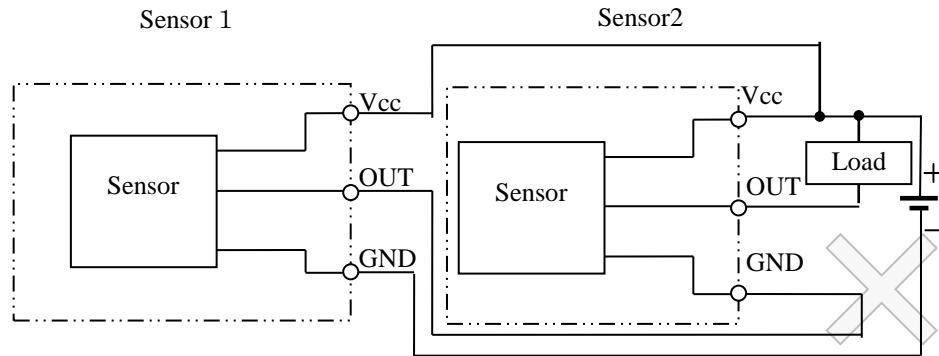 Sensor 1
Sensor2
Vcc
Sensor
OUT
GND
Vcc
Sensor
OUT
GND
Load
+
−